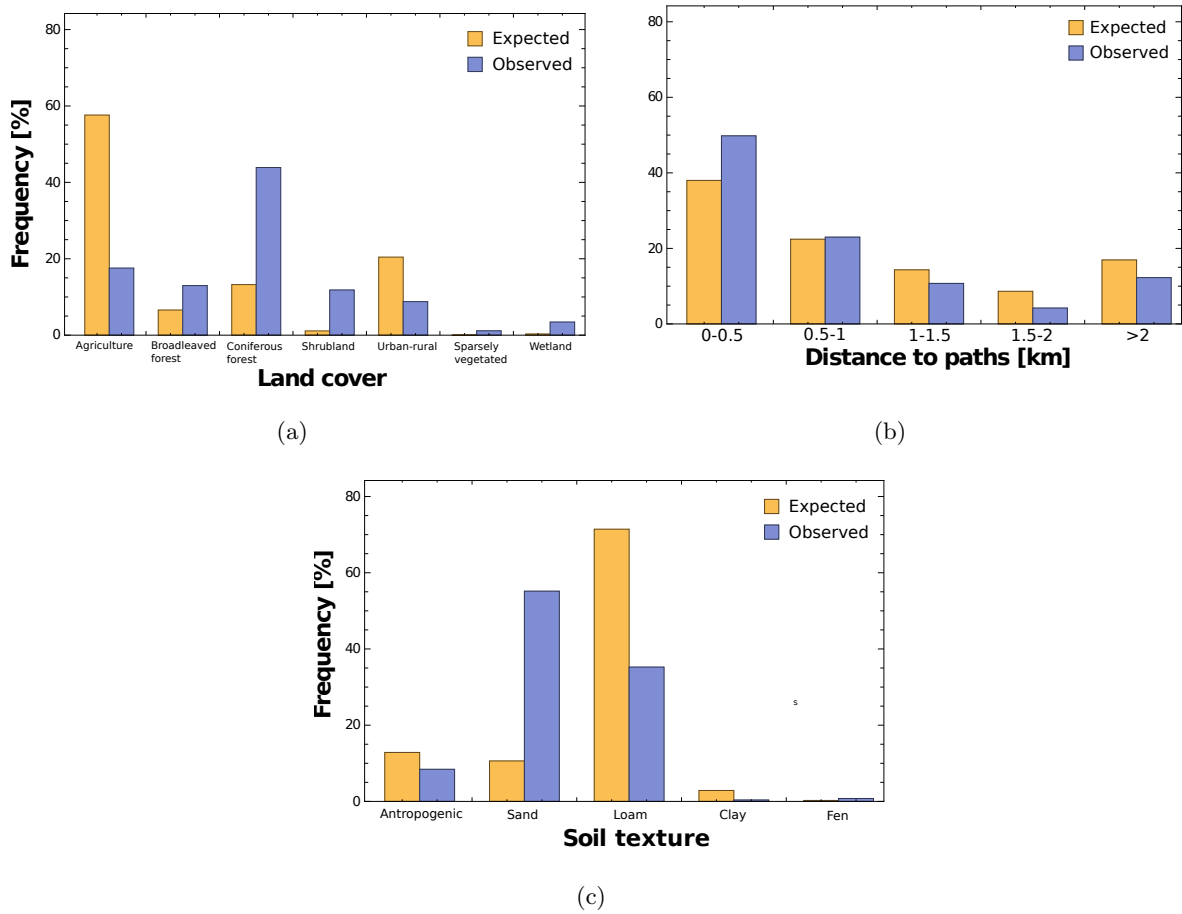 80
60
40
20
0
Frequency [%]
Expected
Observed
Agriculture
Broadleaved
forest
Coniferous
forest
Shrubland
Urban-rural
Sparsely
vegetated
Wetland
Land cover
(a)
80
60
40
20
0
Expected
Observed
0-0.5
0.5-1
1-1.5
1.5-2
>2
Distance to paths [km]
(b)
80
60
40
20
0
Frequency [%]
Expected
Observed
s
Antropogenic
Sand
Loam
Clay
Fen
Soil texture
(c)